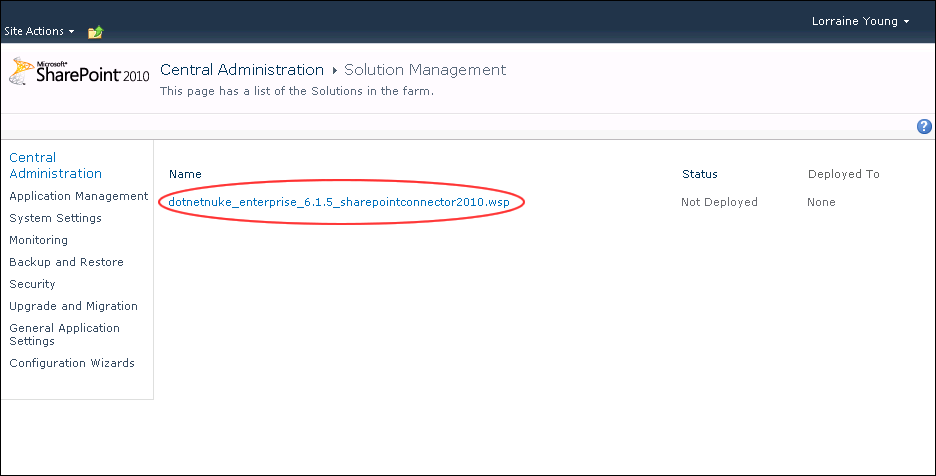 Lorraine Young
Site Actions
Microsoft®
SharePoint® 2010
Central Administration
Solution Management
This page has a list of the Solutions in the farm.
?
Central
Administration
Application Management
System Settings
Monitoring
Backup and Restore
Security
Upgrade and Migration
General Application
Settings
Configuration Wizards
Name Status Deployed To
dotnetnuke_enterprise_6.1.5_sharepointconnector2010.wsp Not Deployed None